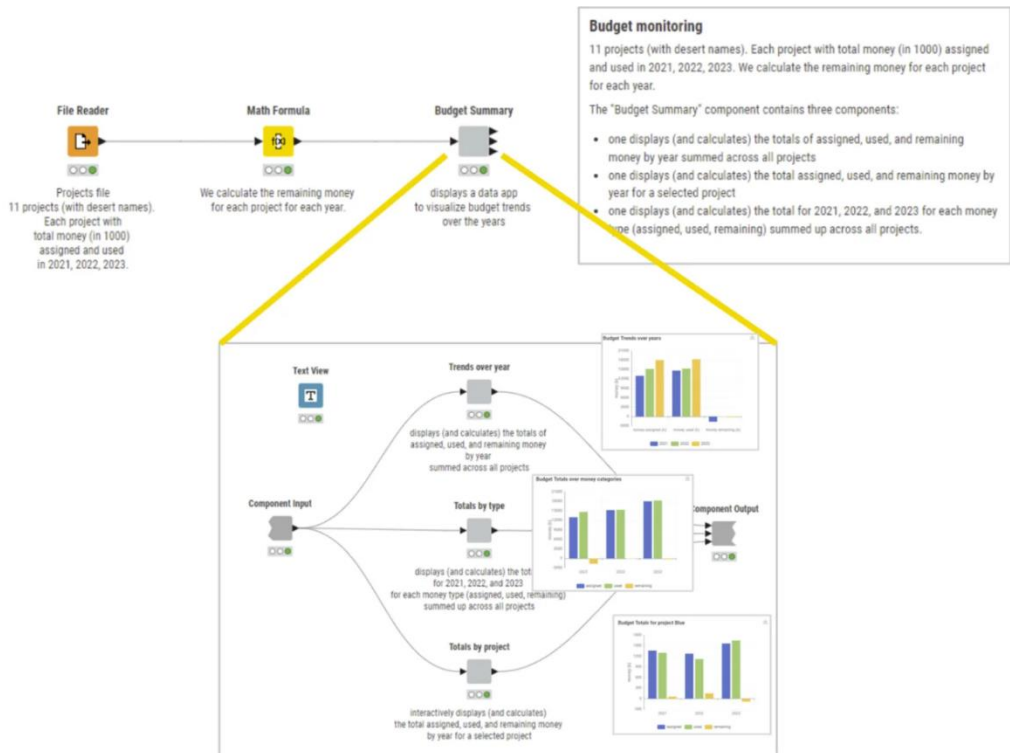 Budget monitoring
11 projects (with desert names). Each project with total money (in 1000) assigned
and used in 2021, 2022, 2023. We calculate the remaining money for each project
for each year.
The "Budget Summary" component contains three components:
one displays (and calculates) the totals of assigned, used, and remaining
money by year summed across all projects
one displays (and calculates) the total assigned, used, and remaining money by
year for a selected project
one displays (and calculates) the total for 2021, 2022, and 2023 for each money
type (assigned, used, remaining) summed up across all projects.
File Reader
Projects file
11 projects (with desert names).
Each project with
total money (in 1000)
assigned and used
in 2021, 2022, 2023.
Math Formula
f(x)
We calculate the remaining money
for each project for each year.
Budget Summary
displays a data app
to visualize budget trends
over the years
Text View
T
Trends over year
displays (and calculates) the totals of
assigned, used, and remaining money
by year
summed across all projects
Budget Trends over years
money assigned (k) money used (k) money remaining (k)
2021 2022 2023
Component Input
Totals by type
displays (and calculates) the
for 2021, 2022, and 2023
for each money type (assigned, used, remaining)
summed up across all projects
Budget Totals over money categories
2021 2022 2023
assigned used remaining
Component Output
Totals by project
interactively displays (and calculates)
the total assigned, used, and remaining money
by year for a selected project
Budget Totals for project Blue
2021 2022 2023
assigned used remaining